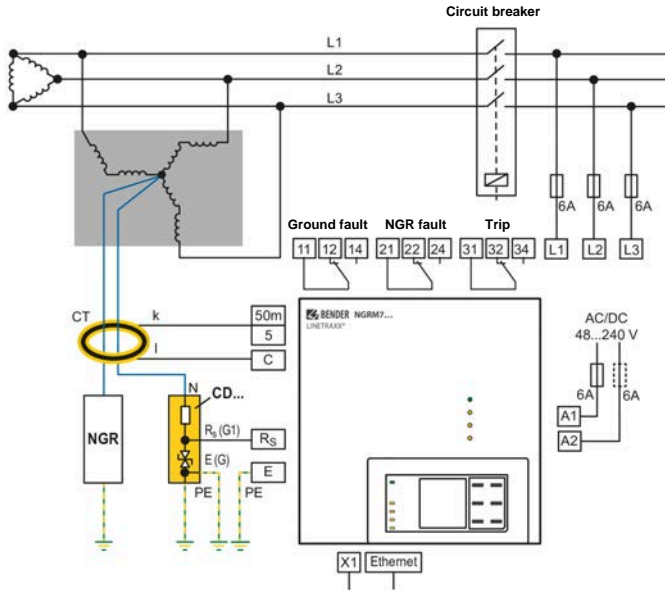 Circuit breaker
L1
L2
L3
6A 6A 6A
Ground fault NGR fault Trip
11 12 14 21 22 24 31 32 34 L1 L2 L3
CT k 50m
5
l C
BENDER NGRM7...
LINETRAXX®
AC/DC
48...240 V
6A 6A
A1
A2
N CD...
NGR
Rs (G1) RS
E (G) E
PE PE
X1 Ethernet